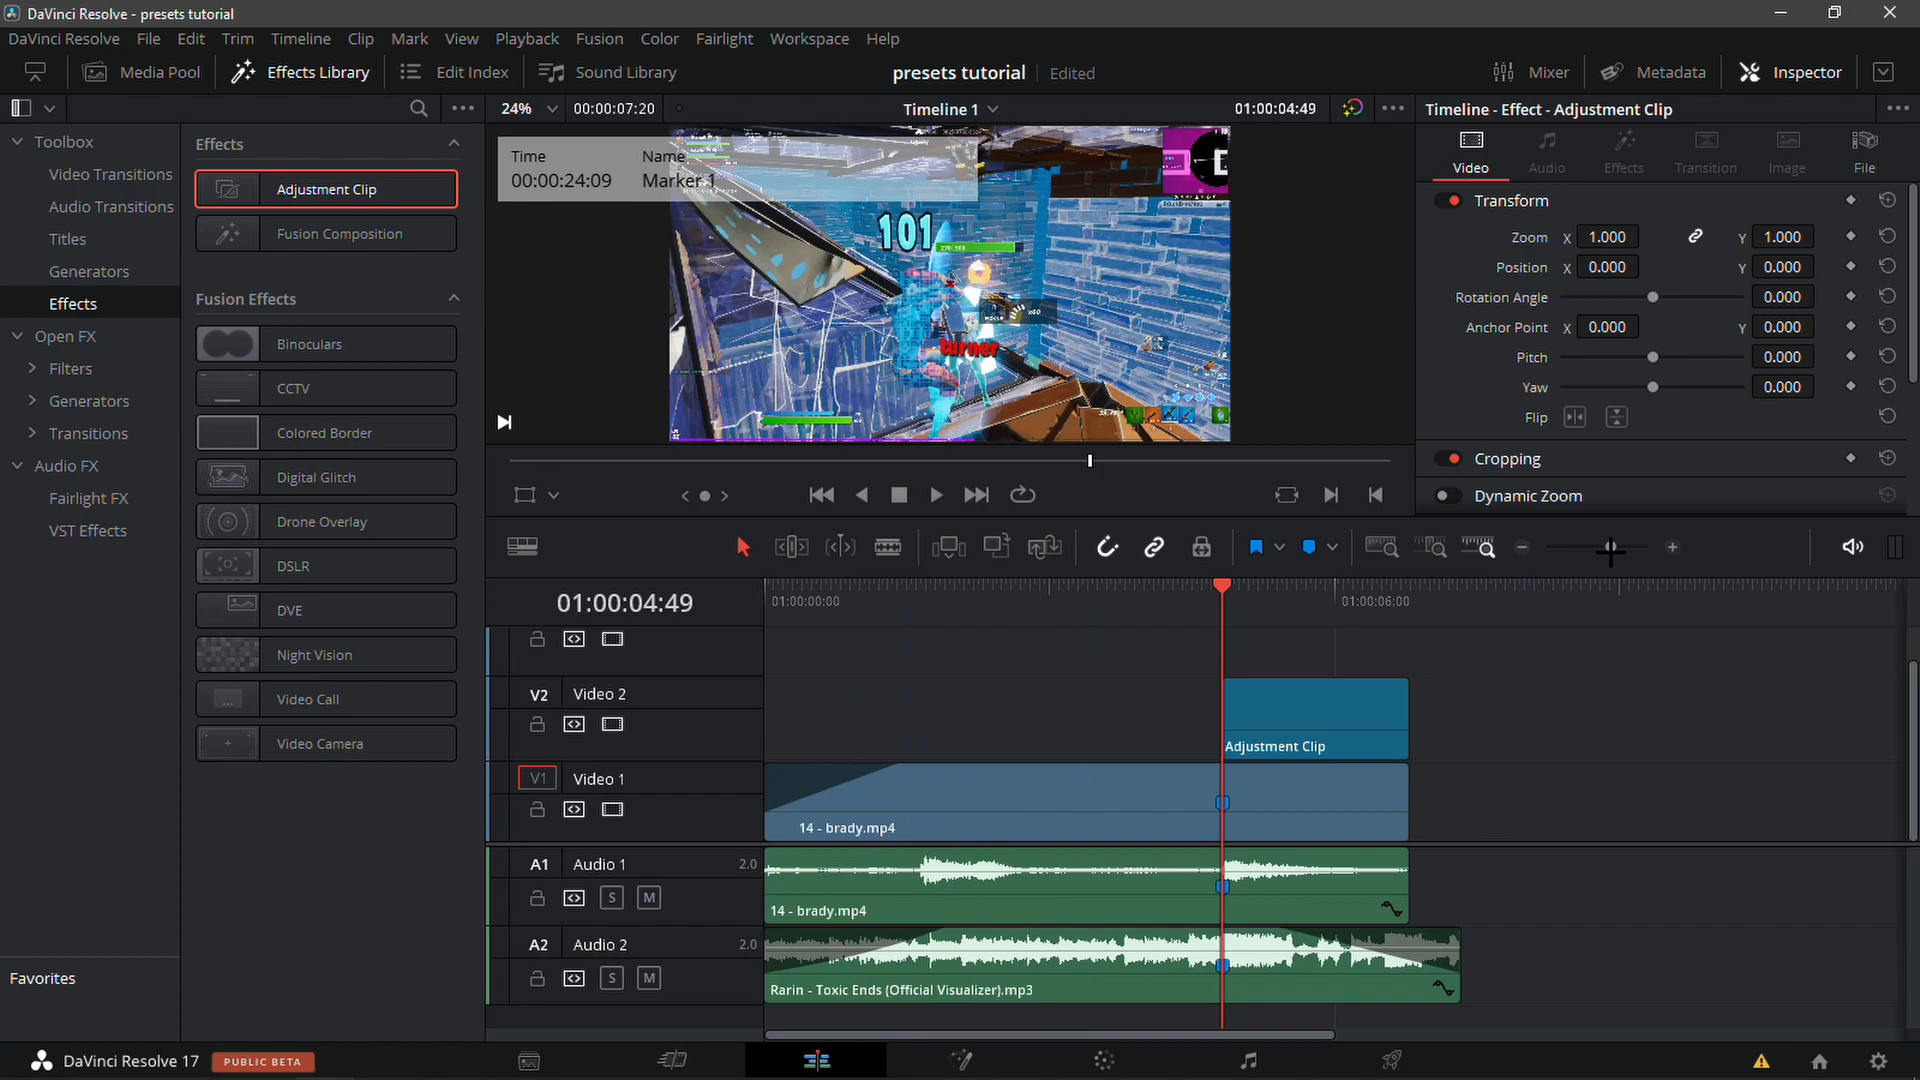 DaVinci Resolve - presets tutorial
DaVinci Resolve File Edit Trim Timeline Clip Mark View Playback Fusion Color Fairlight Workspace Help
Media Pool Effects Library Edit Index Sound Library presets tutorial Edited Mixer Metadata Inspector
24% 00:00:07:20 Timeline 1 01:00:04:49 Timeline - Effect - Adjustment Clip
Toolbox
Video Transitions
Audio Transitions
Titles
Generators
Effects
Open FX
Filters
Generators
Transitions
Audio FX
Fairlight FX
VST Effects
Favorites
Effects
Adjustment Clip
Fusion Composition
Fusion Effects
Binoculars
CCTV
Colored Border
Digital Glitch
Drone Overlay
DSLR
DVE
Night Vision
Video Call
Video Camera
Time Name
00:00:24:09 Marker 1
101
turner
Video Audio Effects Transition Image File
Transform
Zoom X 1.000 Y 1.000
Position X 0.000 Y 0.000
Rotation Angle 0.000
Anchor Point X 0.000 Y 0.000
Pitch 0.000
Yaw 0.000
Flip
Cropping
Dynamic Zoom
01:00:04:49 01:00:00:00 01:00:06:00
V2 Video 2
Adjustment Clip
V1 Video 1
14 - brady.mp4
A1 Audio 1 2.0
S M
14 - brady.mp4
A2 Audio 2 2.0
S M
Rarin - Toxic Ends (Official Visualizer).mp3
DaVinci Resolve 17 PUBLIC BETA